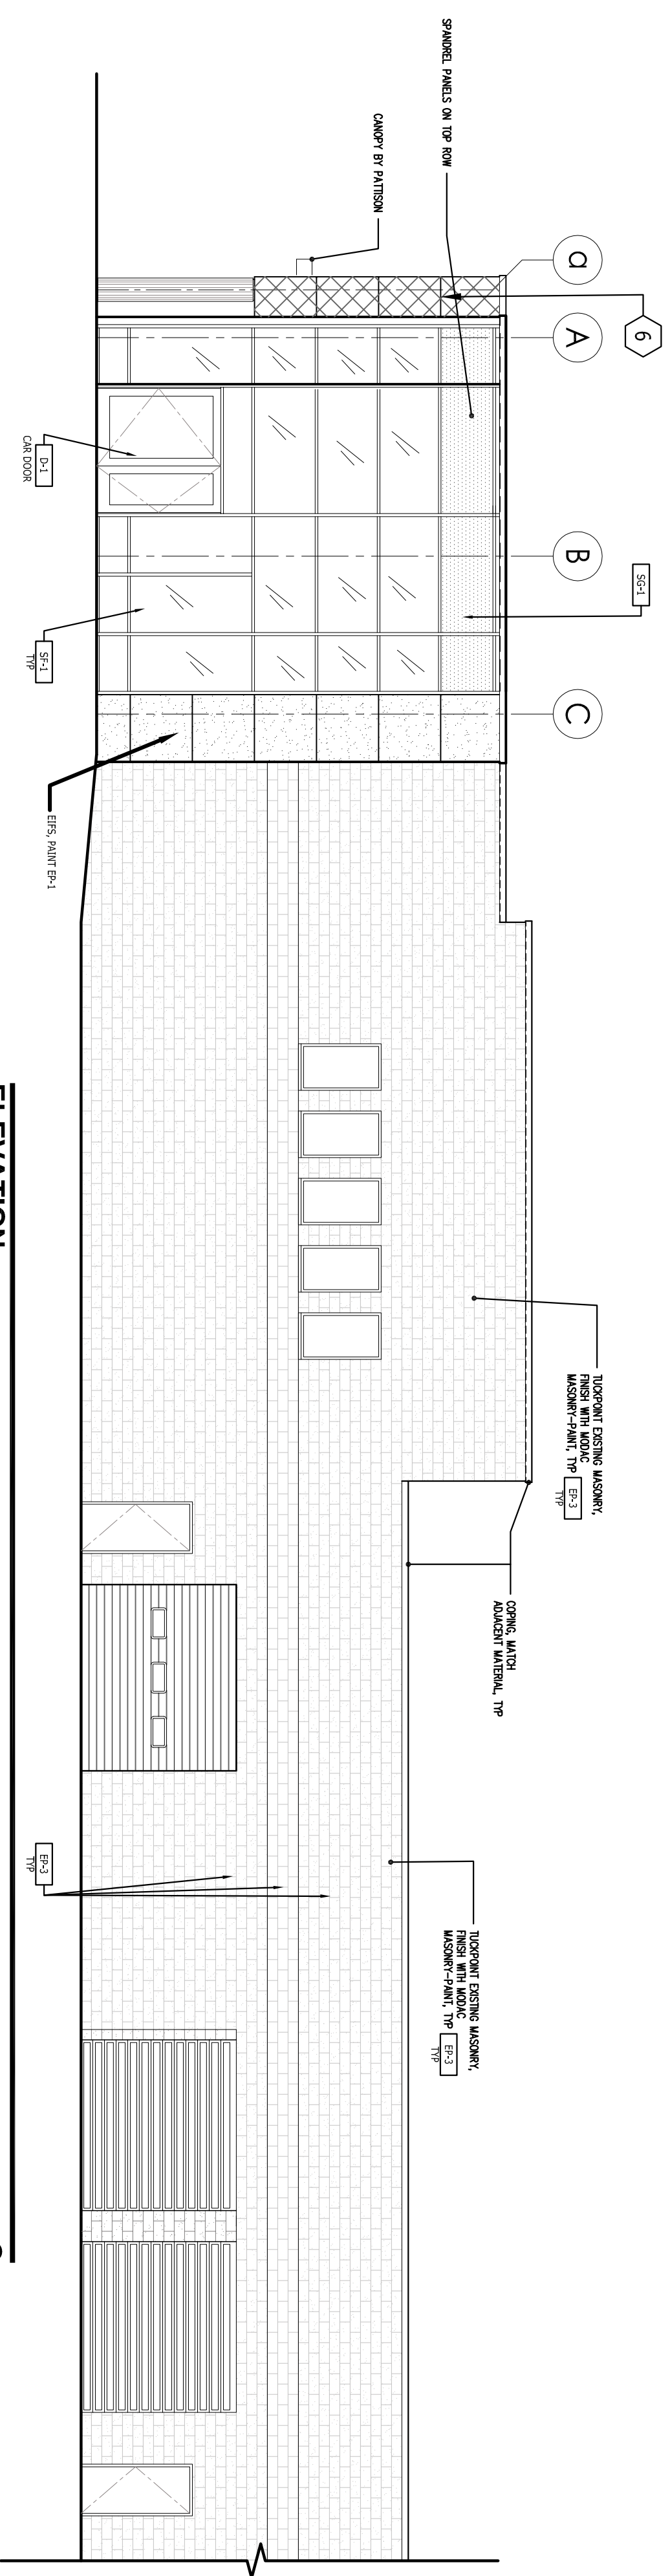 SPANDREL PANELS ON TOP ROW
CANOPY BY PATTISON
a
A
6
B
C
SG-1
D-1
CAR DOOR
SF-1
TYP
EIFS, PAINT EP-1
TUCKPOINT EXISTING MASONRY,
FINISH WITH MODAC
MASONRY-PAINT, TYP EP-3
TYP
COPING, MATCH
ADJACENT MATERIAL, TYP
EP-3
TYP
TUCKPOINT EXISTING MASONRY,
FINISH WITH MODAC
MASONRY-PAINT, TYP EP-3
TYP
ELEVATION